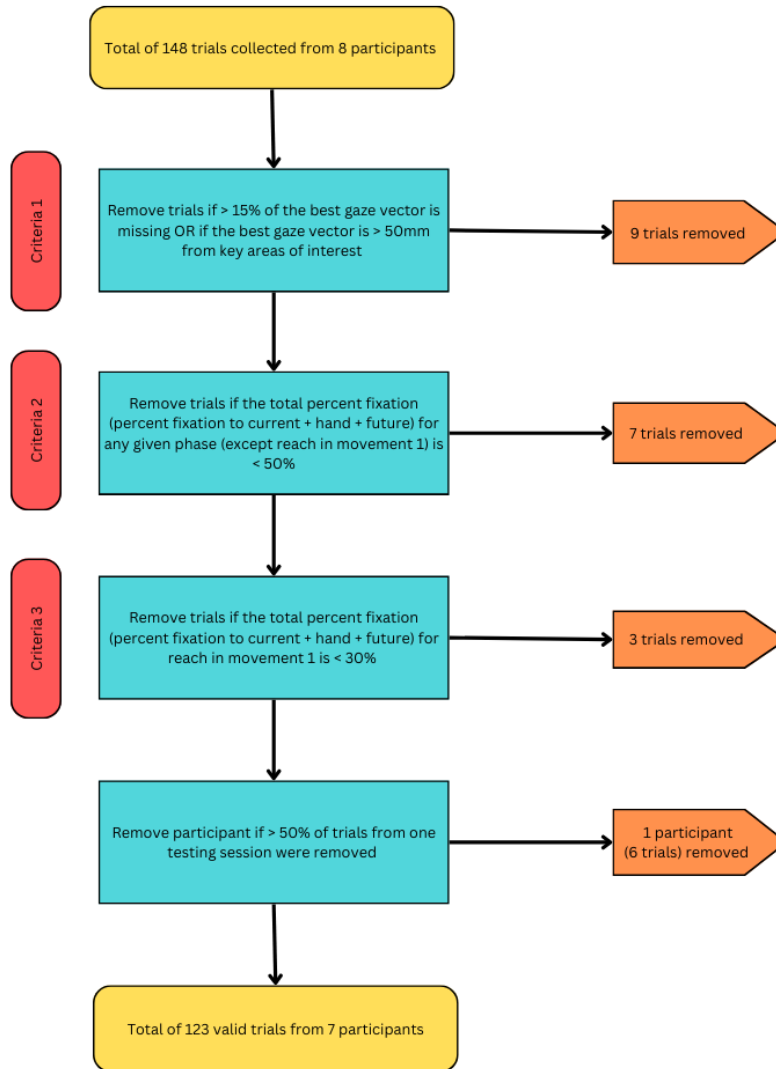 Total of 148 trials collected from 8 participants
Criteria 1
Remove trials if > 15% of the best gaze vector is
missing OR if the best gaze vector is > 50mm
from key areas of interest
9 trials removed
Criteria 2
Remove trials if the total percent fixation
(percent fixation to current + hand + future) for
any given phase (except reach in movement 1) is
< 50%
7 trials removed
Criteria 3
Remove trials if the total percent fixation
(percent fixation to current + hand + future) for
reach in movement 1 is < 30%
3 trials removed
Remove participant if > 50% of trials from one
testing session were removed
1 participant
(6 trials) removed
Total of 123 valid trials from 7 participants